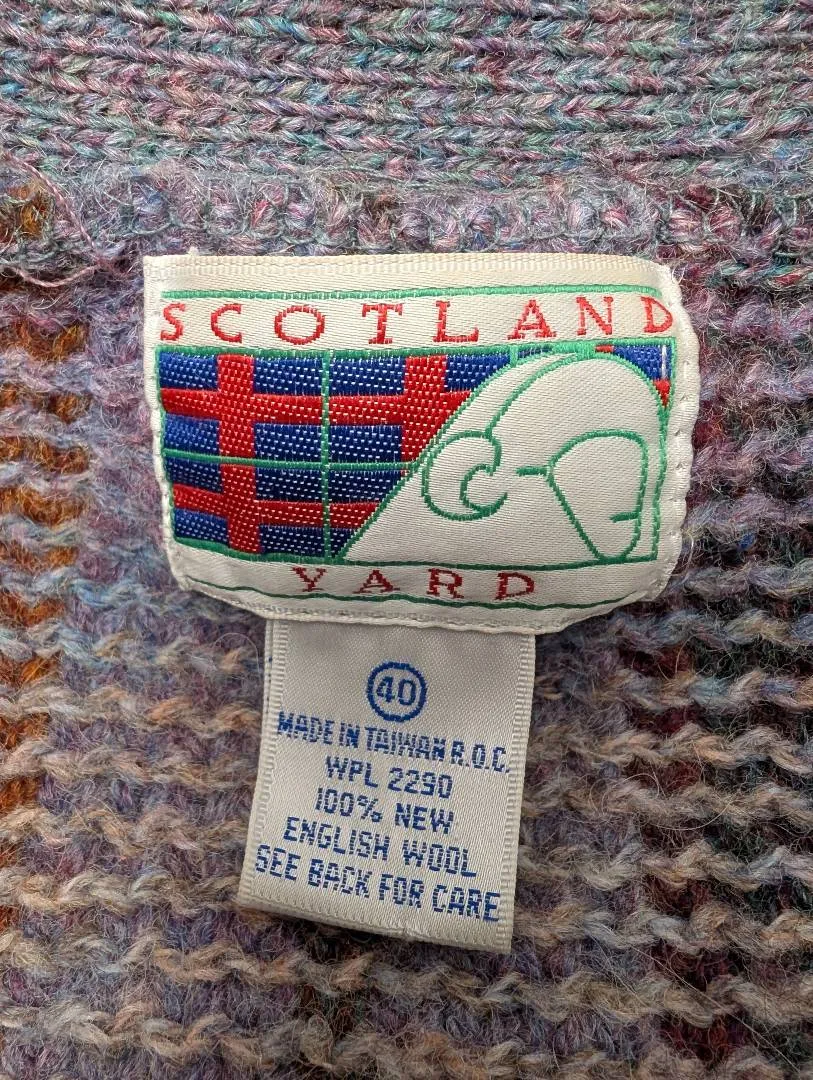 SCOTLAND
YARD
40
MADE IN TAIWAN R.O.C.
WPL 2290
100% NEW
ENGLISH WOOL
SEE BACK FOR CARE